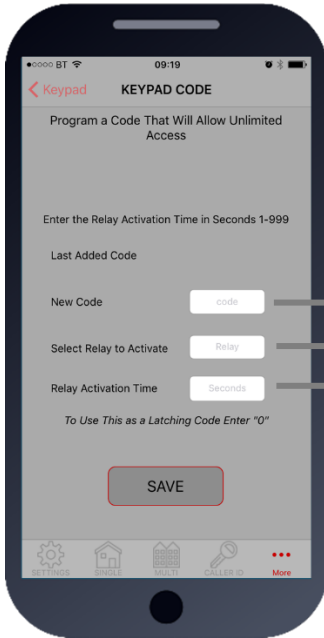 ●○○○○ BT 09:19
Keypad KEYPAD CODE
Program a Code That Will Allow Unlimited
Access
Enter the Relay Activation Time in Seconds 1-999
Last Added Code
New Code code
Select Relay to Activate Relay
Relay Activation Time Seconds
To Use This as a Latching Code Enter "0"
SAVE
SETTINGS SINGLE MULTI CALLER ID More